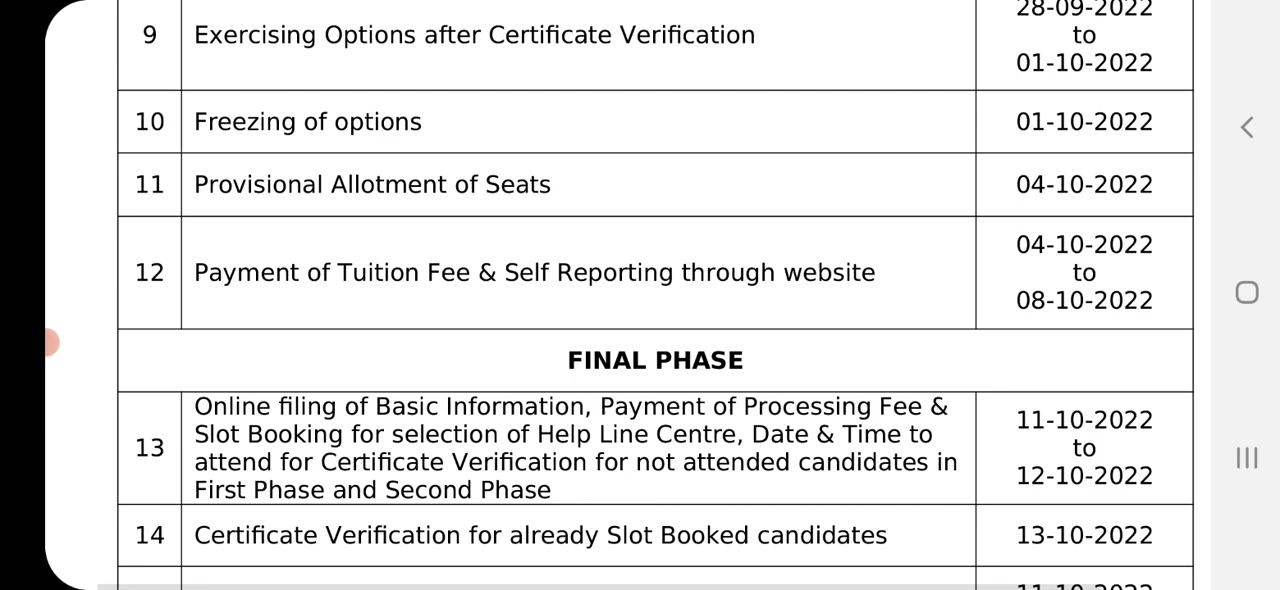 28-09-2022
9 Exercising Options after Certificate Verification to
01-10-2022
10 Freezing of options 01-10-2022
11 Provisional Allotment of Seats 04-10-2022
04-10-2022
12 Payment of Tuition Fee & Self Reporting through website to
08-10-2022
FINAL PHASE
13
Online filing of Basic Information, Payment of Processing Fee &
Slot Booking for selection of Help Line Centre, Date & Time to
attend for Certificate Verification for not attended candidates in
First Phase and Second Phase
11-10-2022
to
12-10-2022
14 Certificate Verification for already Slot Booked candidates 13-10-2022
11-10-2022